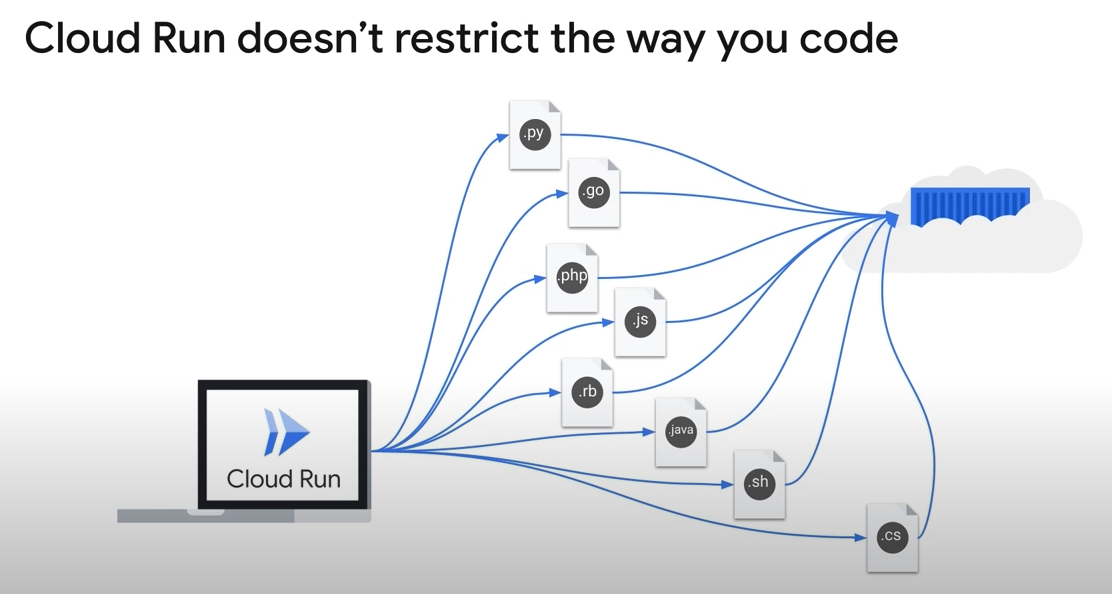 Cloud Run doesn’t restrict the way you code
.py
.go
.php
.js
.rb
.java
.sh
.cs
Cloud Run